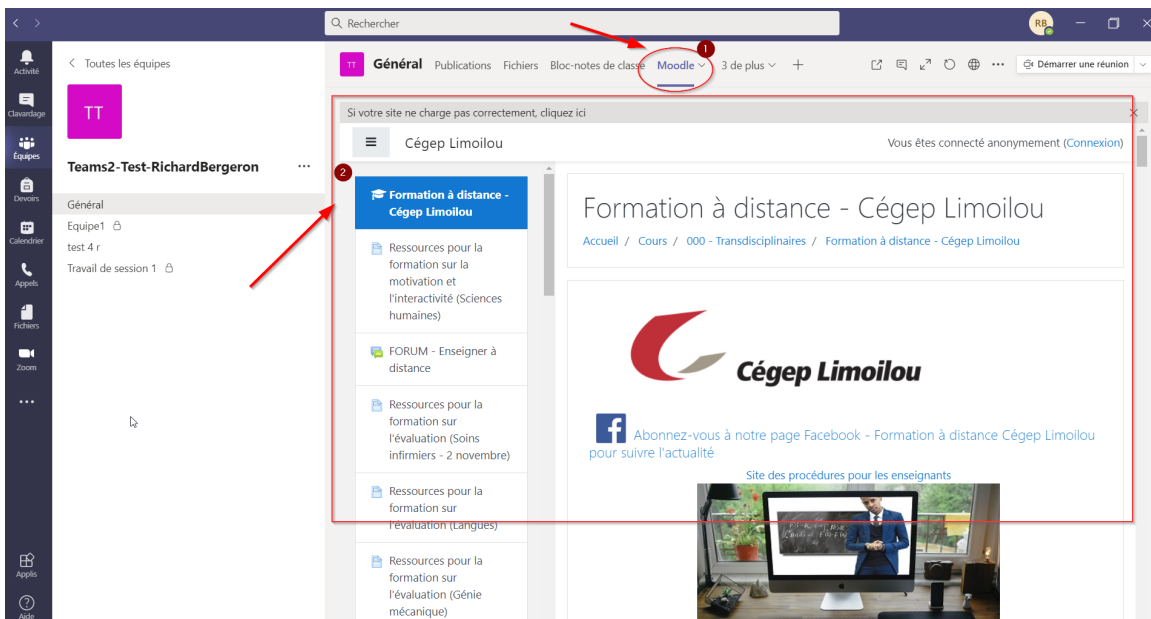 Rechercher
RB
Activité
Clavardage
Équipes
Devoirs
Calendrier
Appels
Fichiers
Zoom
Applis
Aide
Toutes les équipes
TT
Teams2-Test-RichardBergeron
Général
Equipe1
test 4 r
Travail de session 1
TT Général Publications Fichiers Bloc-notes de classe Moodle 3 de plus + Démarrer une réunion
1
Si votre site ne charge pas correctement, cliquez ici
Cégep Limoilou
Vous êtes connecté anonymement (Connexion)
2
Formation à distance -
Cégep Limoilou
Ressources pour la
formation sur la
motivation et
l'interactivité (Sciences
humaines)
FORUM - Enseigner à
distance
Ressources pour la
formation sur
l'évaluation (Soins
infirmiers - 2 novembre)
Ressources pour la
formation sur
l'évaluation (Langues)
Ressources pour la
formation sur
l'évaluation (Génie
mécanique)
Formation à distance - Cégep Limoilou
Accueil / Cours / 000 - Transdisciplinaires / Formation à distance - Cégep Limoilou
Cégep Limoilou
Abonnez-vous à notre page Facebook - Formation à distance Cégep Limoilou
pour suivre l'actualité
Site des procédures pour les enseignants